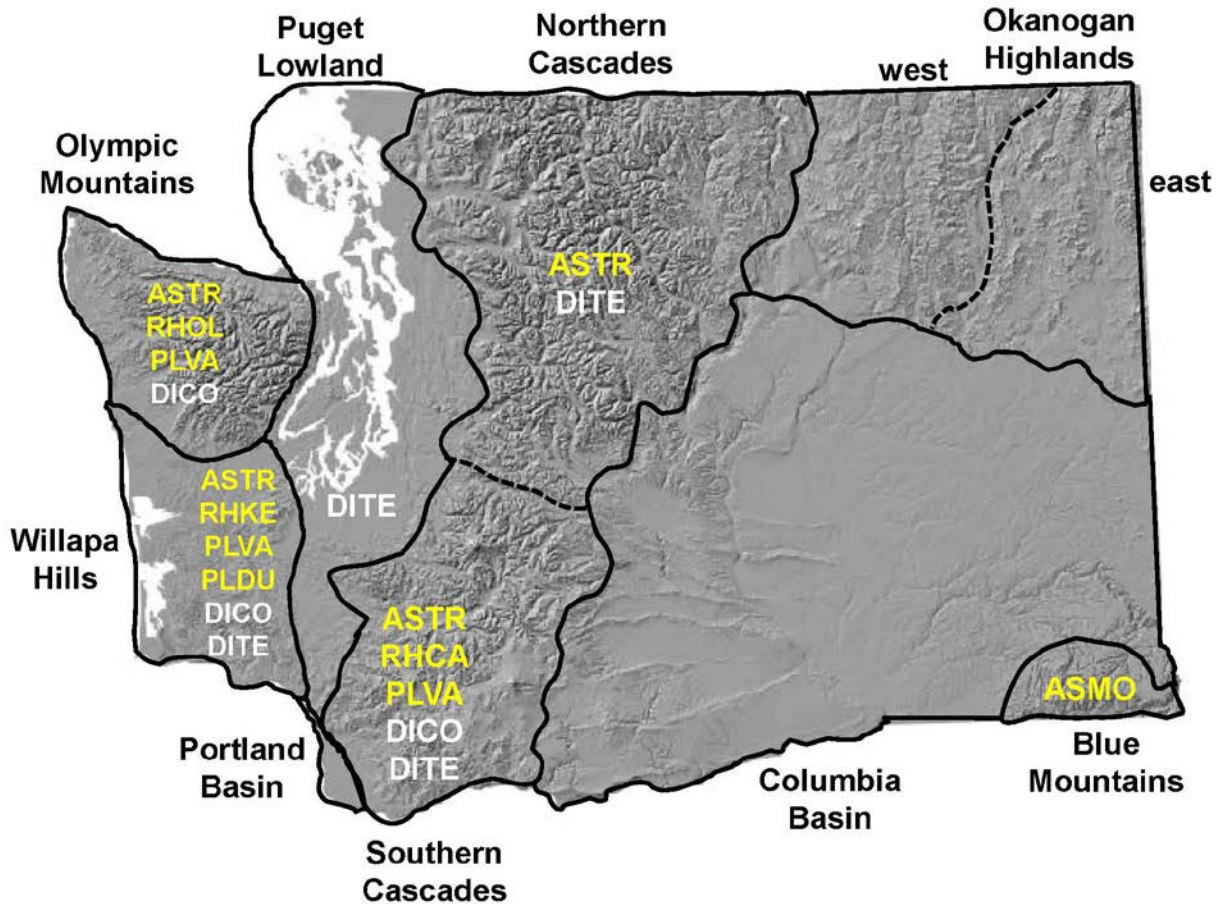 Puget
Lowland
Northern
Cascades
Okanogan
Highlands
west
east
Olympic
Mountains
ASTR
RHOL
PLVA
DICO
ASTR
DITE
Willapa
Hills
ASTR
RHKE
PLVA
PLDU
DICO
DITE
DITE
ASTR
RHCA
PLVA
DICO
DITE
ASMO
Portland
Basin
Columbia
Basin
Blue
Mountains
Southern
Cascades